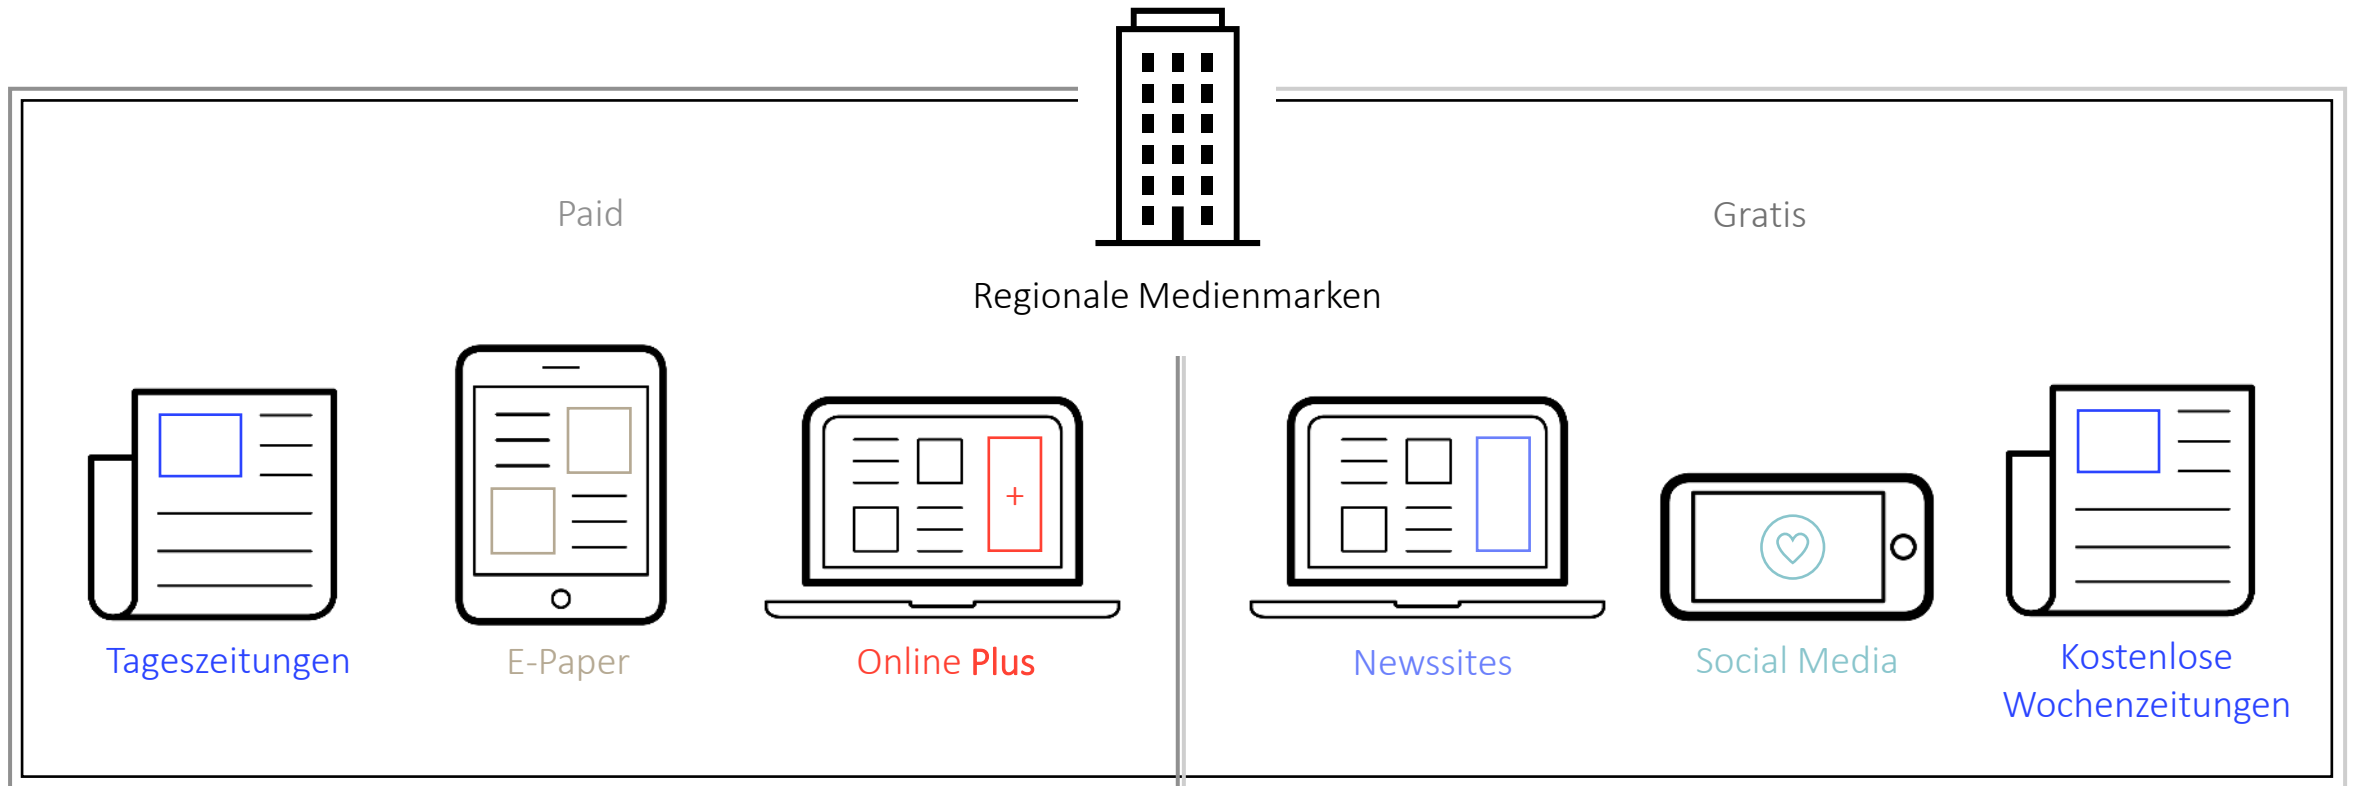 Paid
Gratis
Regionale Medienmarken
+
Tageszeitungen
E-Paper
Online Plus
Newssites
Social Media
Kostenlose
Wochenzeitungen